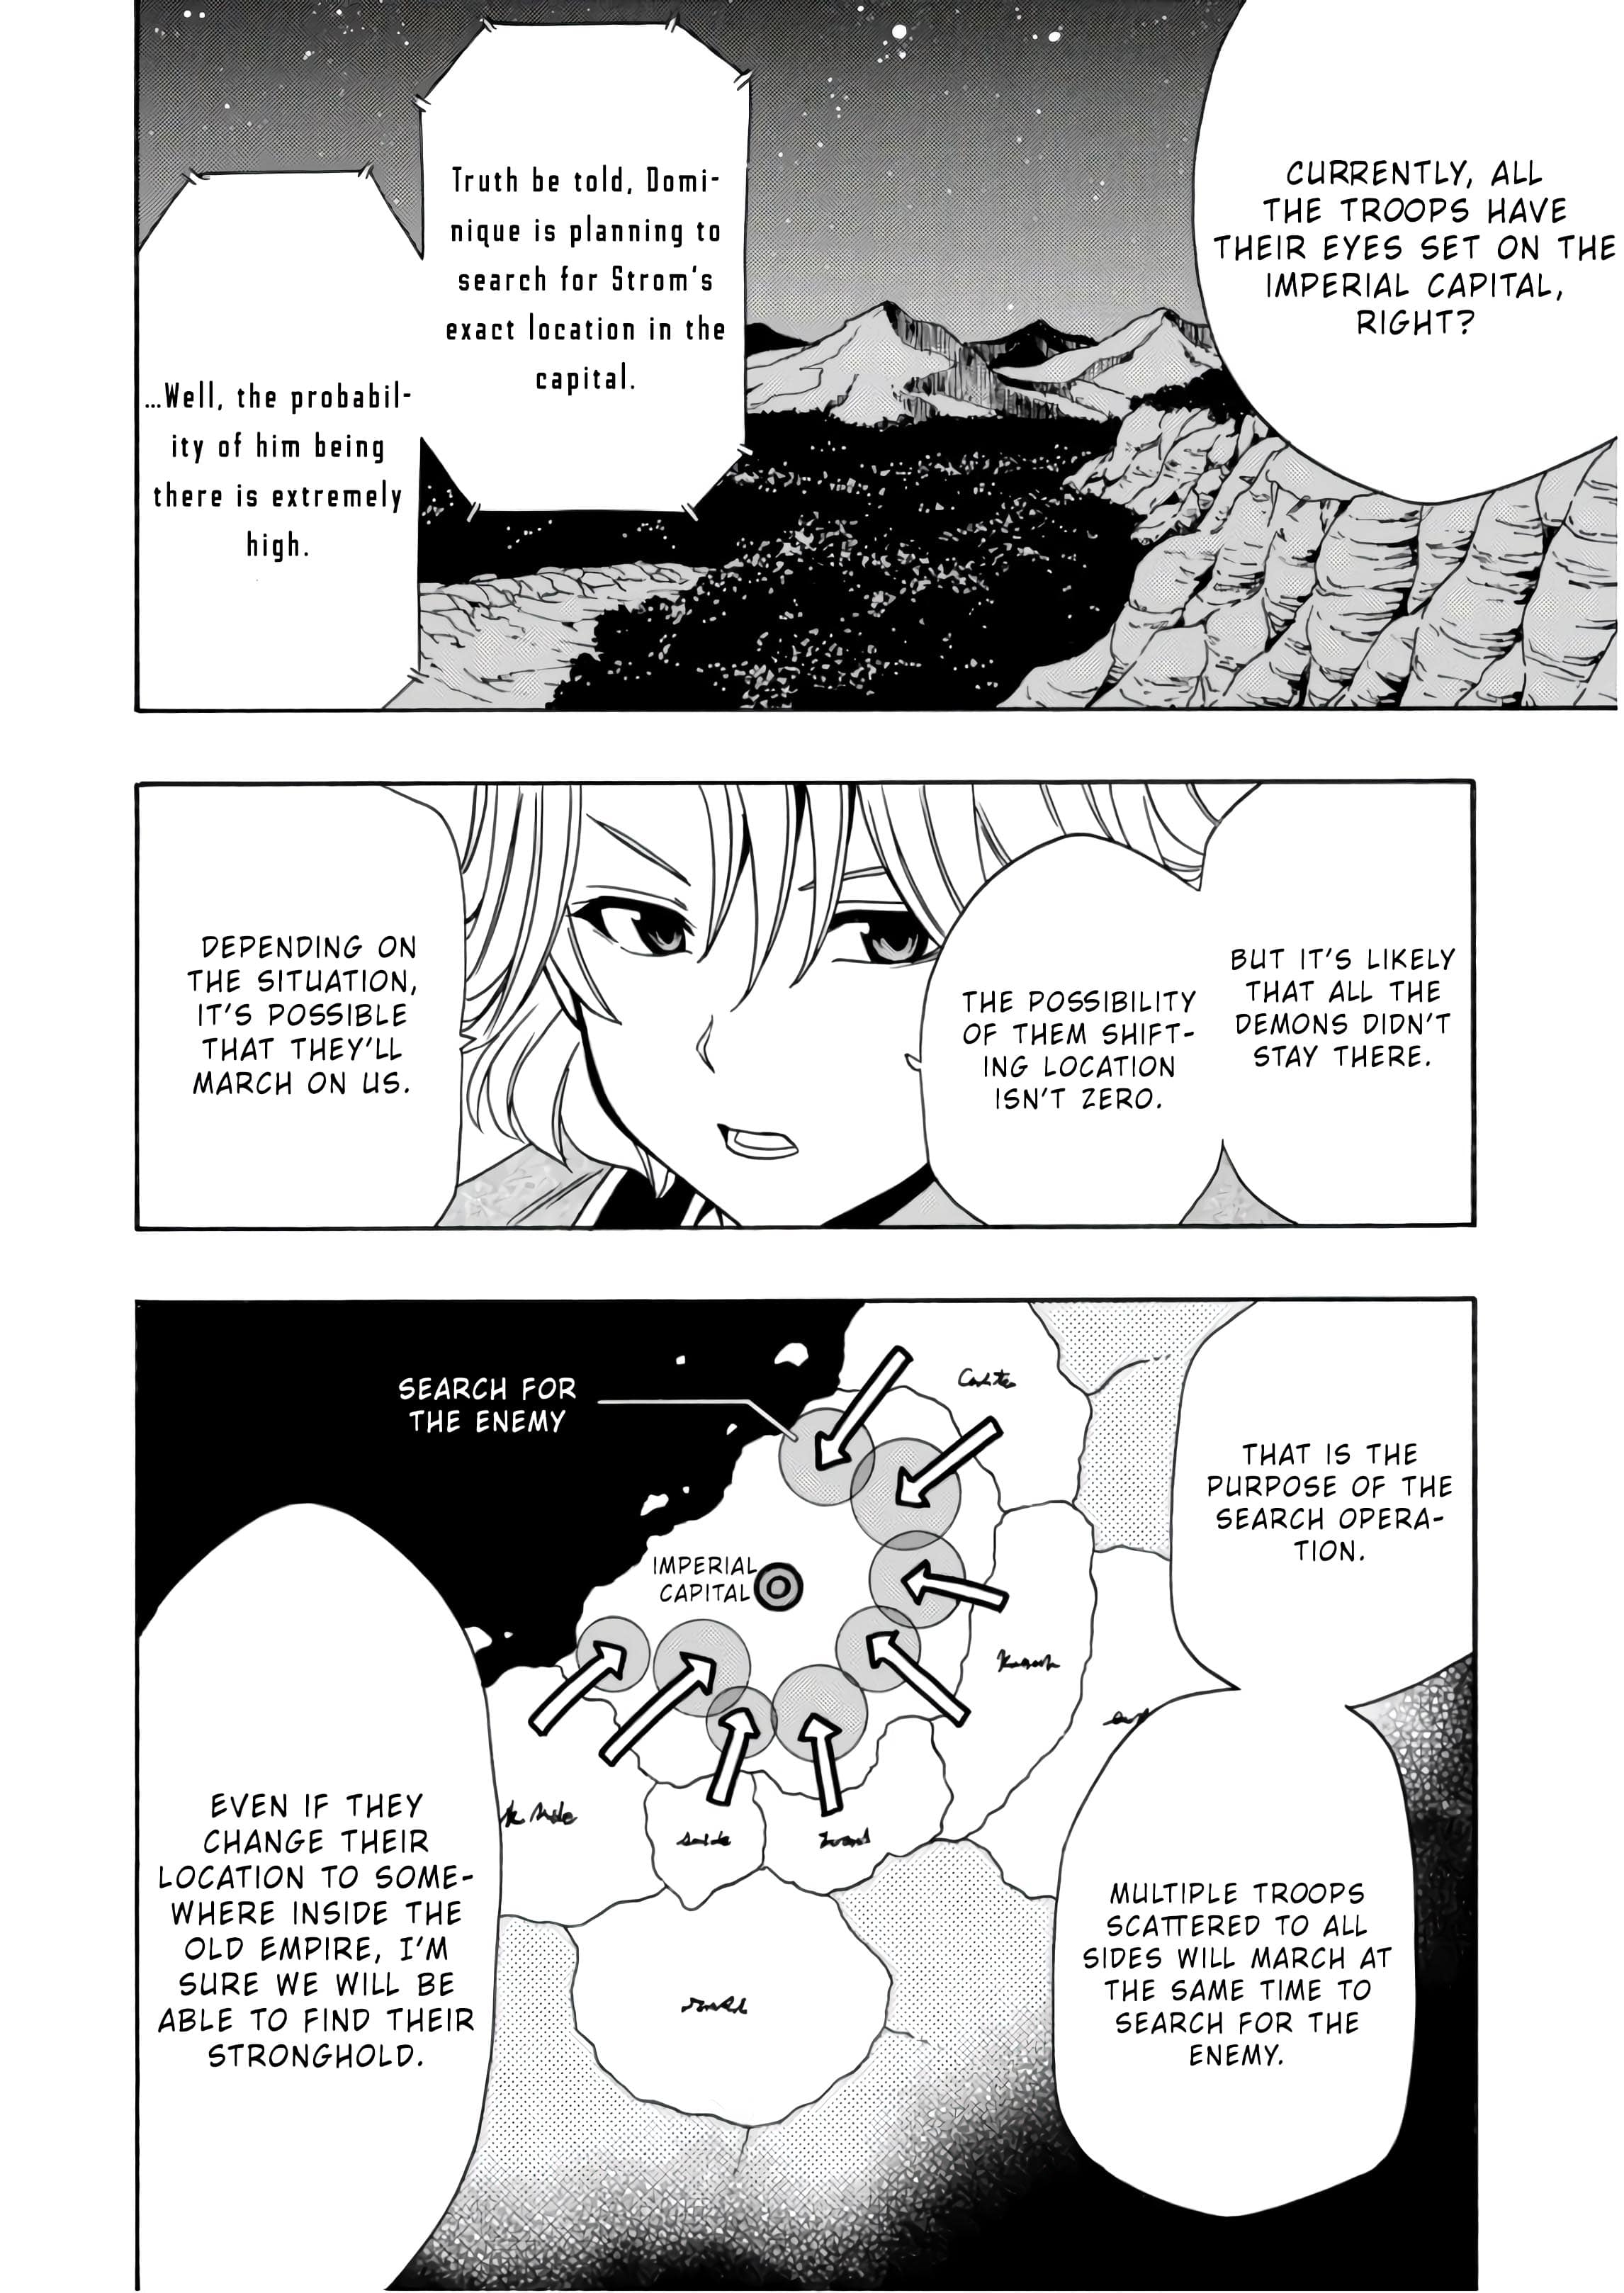 CURRENTLY, ALL
THE TROOPS HAVE
THEIR EYES SET ON THE
IMPERIAL CAPITAL,
RIGHT?
Truth be told, Domi-
nique is planning to
search for Strom's
exact location in the
capital.
...Well, the probabil-
ity of him being
there is extremely
high.
BUT IT'S LIKELY
THAT ALL THE
DEMONS DIDN'T
STAY THERE.
THE POSSIBILITY
OF THEM SHIFT-
ING LOCATION
ISN'T ZERO.
DEPENDING ON
THE SITUATION,
IT'S POSSIBLE
THAT THEY'LL
MARCH ON US.
THAT IS THE
PURPOSE OF THE
SEARCH OPERA-
TION.
SEARCH FOR
THE ENEMY
IMPERIAL
CAPITAL
MULTIPLE TROOPS
SCATTERED TO ALL
SIDES WILL MARCH AT
THE SAME TIME TO
SEARCH FOR THE
ENEMY.
EVEN IF THEY
CHANGE THEIR
LOCATION TO SOME-
WHERE INSIDE THE
OLD EMPIRE, I'M
SURE WE WILL BE
ABLE TO FIND THEIR
STRONGHOLD.